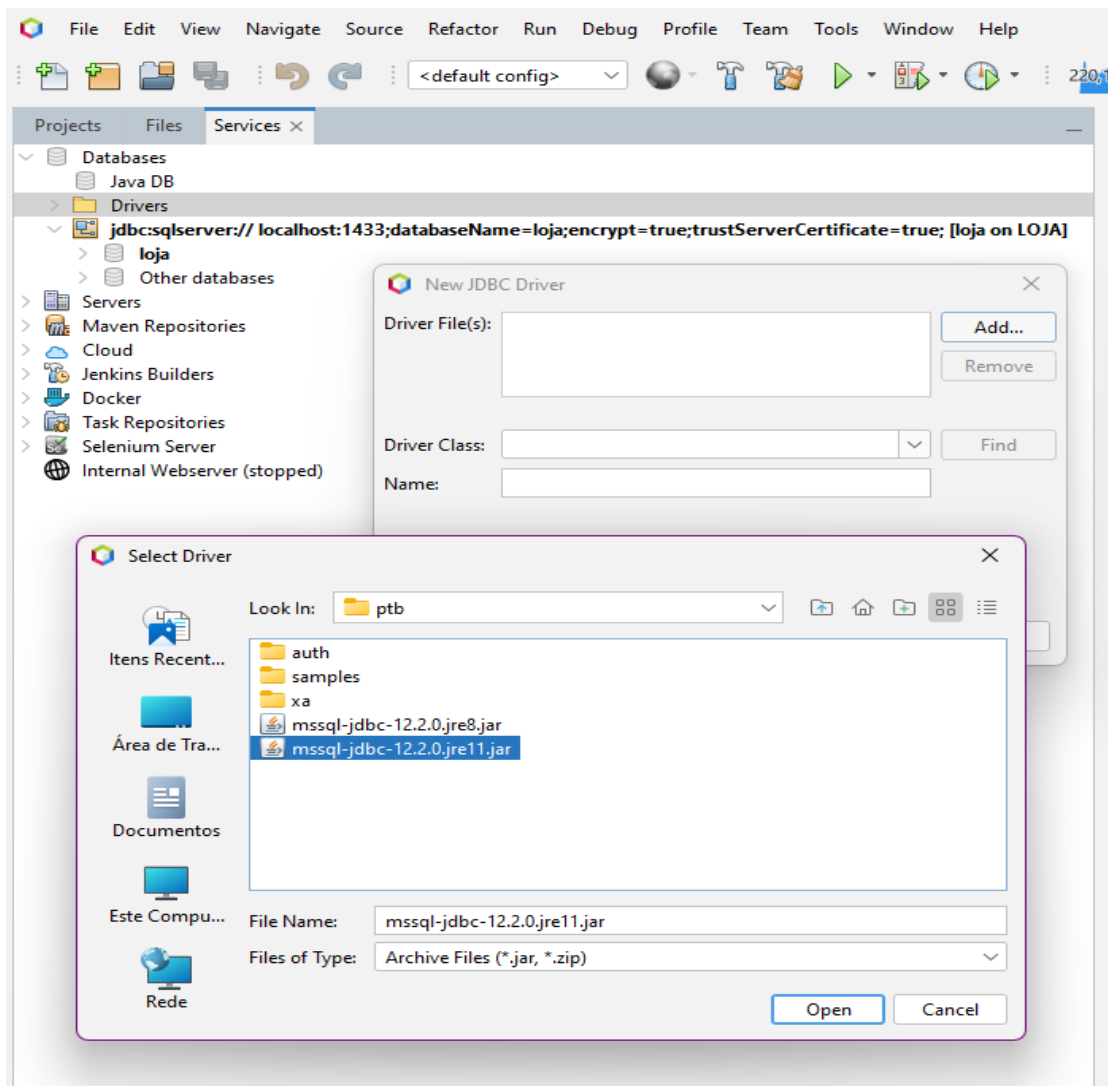 File Edit View Navigate Source Refactor Run Debug Profile Team Tools Window Help
<default config>
Projects Files Services
Databases
Java DB
Drivers
jdbc:sqlserver:// localhost:1433;databaseName=loja;encrypt=true;trustServerCertificate=true; [loja on LOJA]
loja
Other databases
Servers
Maven Repositories
Cloud
Jenkins Builders
Docker
Task Repositories
Selenium Server
Internal Webserver (stopped)
New JDBC Driver
Driver File(s):
Add...
Remove
Driver Class:
Find
Name:
Select Driver
Look In: ptb
Itens Recent...
Área de Tra...
Documentos
Este Compu...
Rede
auth
samples
xa
mssql-jdbc-12.2.0.jre8.jar
mssql-jdbc-12.2.0.jre11.jar
File Name: mssql-jdbc-12.2.0.jre11.jar
Files of Type: Archive Files (*.jar, *.zip)
Open Cancel